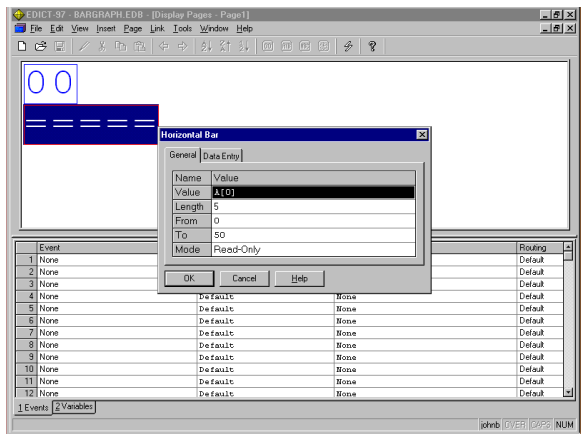 EDICT-97 - BARGRAPH.EDB - [Display Pages - Page1]
File Edit View Insert Page Link Tools Window Help
00
=====
Horizontal Bar
General Data Entry
Name Value
Value A[0]
Length 5
From 0
To 50
Mode Read-Only
OK Cancel Help
Event Routing
1 None Default
2 None Default
3 None Default
4 None Default None Default
5 None Default None Default
6 None Default None Default
7 None Default None Default
8 None Default None Default
9 None Default None Default
10 None Default None Default
11 None Default None Default
12 None Default None Default
1 Events 2 Variables
johnb OVER CAPS NUM